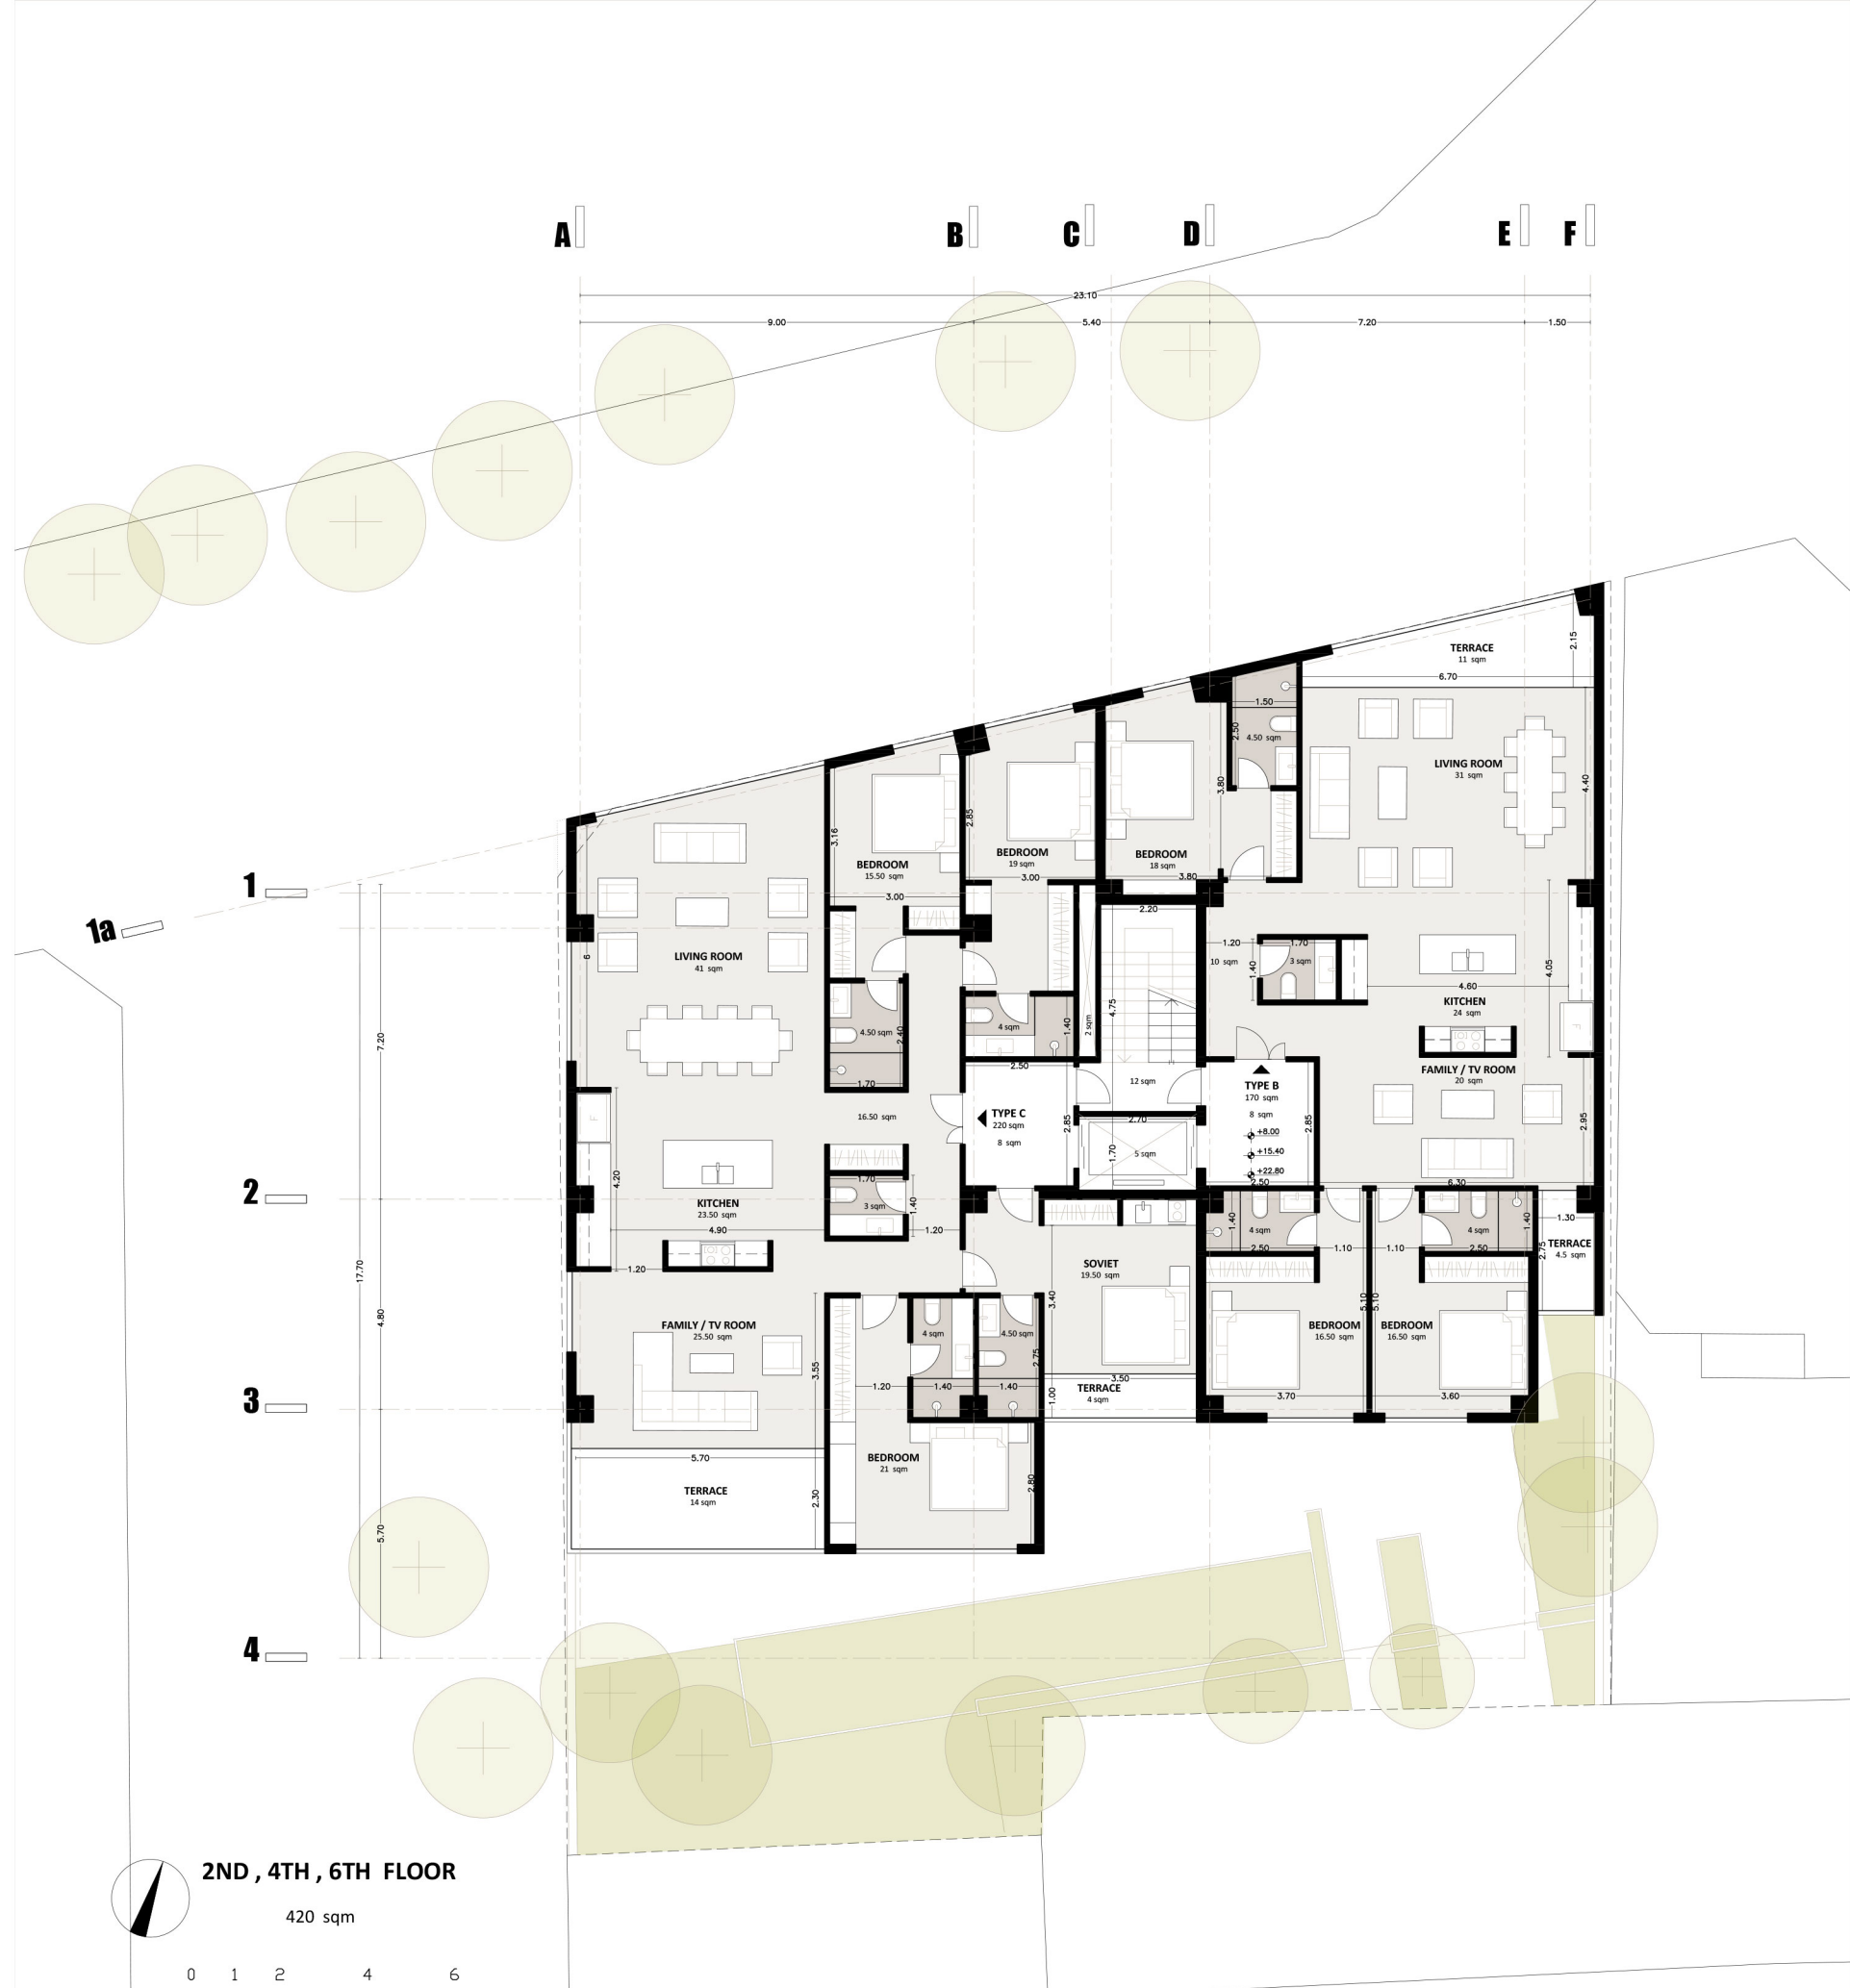 A B C D E F
23.10
9.00 5.40 7.20 1.50
TERRACE
11 sqm
2.15
6.70
1.50
2.50
4.50 sqm
LIVING ROOM
31 sqm
4.40
3.80
BEDROOM
18 sqm
3.80
2.85
BEDROOM
19 sqm
3.00
3.16
BEDROOM
15.50 sqm
3.00
1
1a
2.20
1.20
10 sqm
1.40
1.70
3 sqm
4.05
4.60
KITCHEN
24 sqm
F
LIVING ROOM
41 sqm
6
4.75
2 sqm
4.50 sqm
2.40
1.70
4 sqm
1.40
2.50
12 sqm
7.20
FAMILY / TV ROOM
20 sqm
2.95
TYPE B
170 sqm
8 sqm
+8.00
+15.40
+22.80
2.85
2.50
6.30
TYPE C
220 sqm
8 sqm
2.85
2.70
1.70
5 sqm
16.50 sqm
F
4.20
1.70
3 sqm
1.40
1.20
2
KITCHEN
23.50 sqm
4.90
1.20
1.40
4 sqm
2.50
1.10
1.10
4 sqm
2.50
1.40
1.30
TERRACE
4.5 sqm
2.75
SOVIET
19.50 sqm
3.40
17.70
4.80
FAMILY / TV ROOM
25.50 sqm
3.55
4 sqm
4.50 sqm
2.75
1.20
1.40
1.40
3.50
TERRACE
4 sqm
1.00
BEDROOM
16.50 sqm
5.10
5.10
BEDROOM
16.50 sqm
3.70
3.60
3
5.70
TERRACE
14 sqm
2.30
BEDROOM
21 sqm
2.80
5.70
4
2ND , 4TH , 6TH FLOOR
420 sqm
0 1 2 4 6